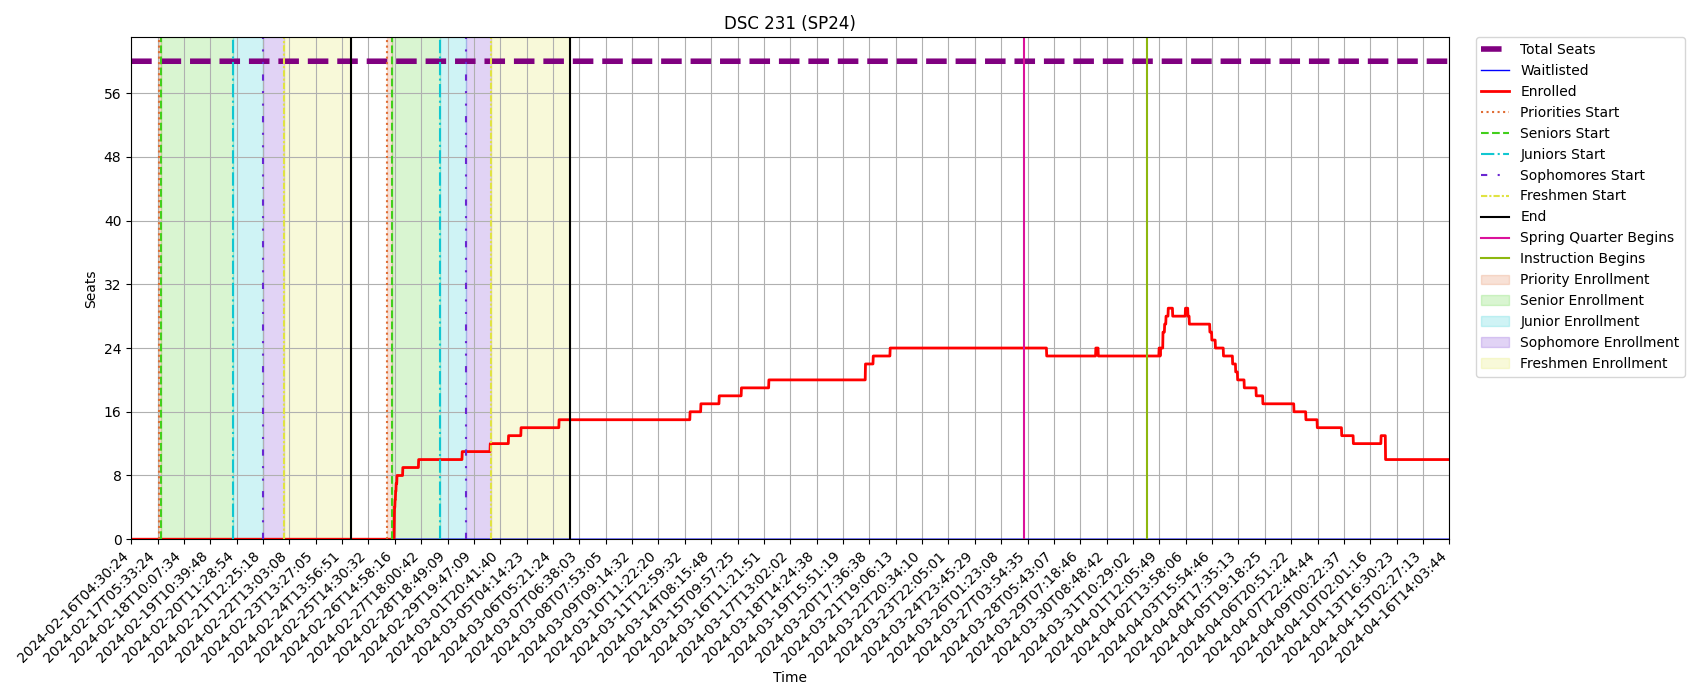 DSC 231 (SP24)
Seats
56
48
40
32
24
16
8
0
2024-02-16T04:30:24
2024-02-17T05:33:24
2024-02-18T10:07:34
2024-02-19T10:39:48
2024-02-20T11:28:54
2024-02-21T12:25:18
2024-02-22T13:03:08
2024-02-23T13:27:05
2024-02-24T13:56:51
2024-02-25T14:30:32
2024-02-26T14:58:16
2024-02-27T18:00:42
2024-02-28T18:49:09
2024-02-29T19:47:09
2024-03-01T20:41:40
2024-03-05T04:14:23
2024-03-06T05:21:24
2024-03-07T06:38:03
2024-03-08T07:53:05
2024-03-09T09:14:32
2024-03-10T11:22:20
2024-03-11T12:59:32
2024-03-14T08:15:48
2024-03-15T09:57:25
2024-03-16T11:21:51
2024-03-17T13:02:02
2024-03-18T14:24:38
2024-03-19T15:51:19
2024-03-20T17:36:38
2024-03-21T19:06:13
2024-03-22T20:34:10
2024-03-23T22:05:01
2024-03-24T23:45:29
2024-03-26T01:23:08
2024-03-27T03:54:35
2024-03-28T05:43:07
2024-03-29T07:18:46
2024-03-30T08:48:42
2024-03-31T10:29:02
2024-04-01T12:05:49
2024-04-02T13:58:06
2024-04-03T15:54:46
2024-04-04T17:35:13
2024-04-05T19:18:25
2024-04-06T20:51:22
2024-04-07T22:44:44
2024-04-09T00:22:37
2024-04-10T02:01:16
2024-04-13T16:30:23
2024-04-15T02:27:13
2024-04-16T14:03:44
Time
Total Seats
Waitlisted
Enrolled
Priorities Start
Seniors Start
Juniors Start
Sophomores Start
Freshmen Start
End
Spring Quarter Begins
Instruction Begins
Priority Enrollment
Senior Enrollment
Junior Enrollment
Sophomore Enrollment
Freshmen Enrollment